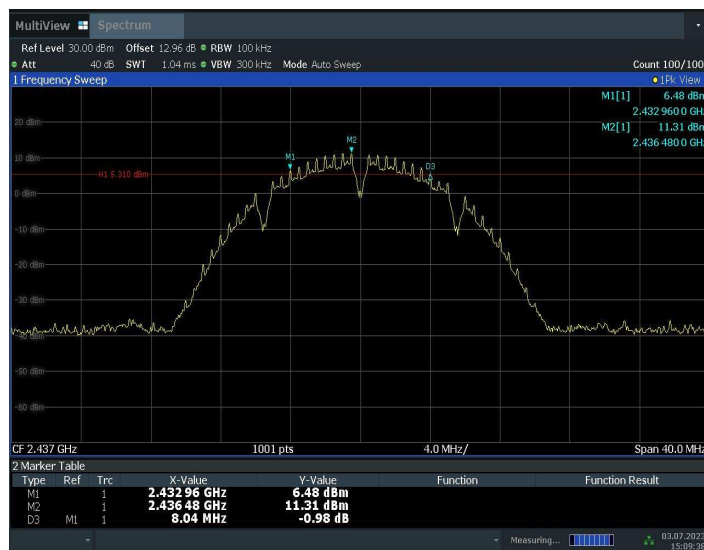 MultiView Spectrum
Ref Level 30.00 dBm Offset 12.96 dB RBW 100 kHz
Att 40 dB SWT 1.04 ms VBW 300 kHz Mode Auto Sweep Count 100/100
1 Frequency Sweep 1Pk View
M1[1] 6.48 dBm
2.432 960 0 GHz
M2[1] 11.31 dBm
2.436 480 0 GHz
20 dBm
M2
M1
10 dBm
D3
H1 5.310 dBm
0 dBm
-10 dBm
-20 dBm
-30 dBm
-40 dBm
-50 dBm
-60 dBm
CF 2.437 GHz 1001 pts 4.0 MHz/ Span 40.0 MHz
2 Marker Table
Type Ref Trc X-Value Y-Value Function Function Result
M1 1 2.432 96 GHz 6.48 dBm
M2 1 2.436 48 GHz 11.31 dBm
D3 M1 1 8.04 MHz -0.98 dB
Measuring... 03.07.2023
15:09:38